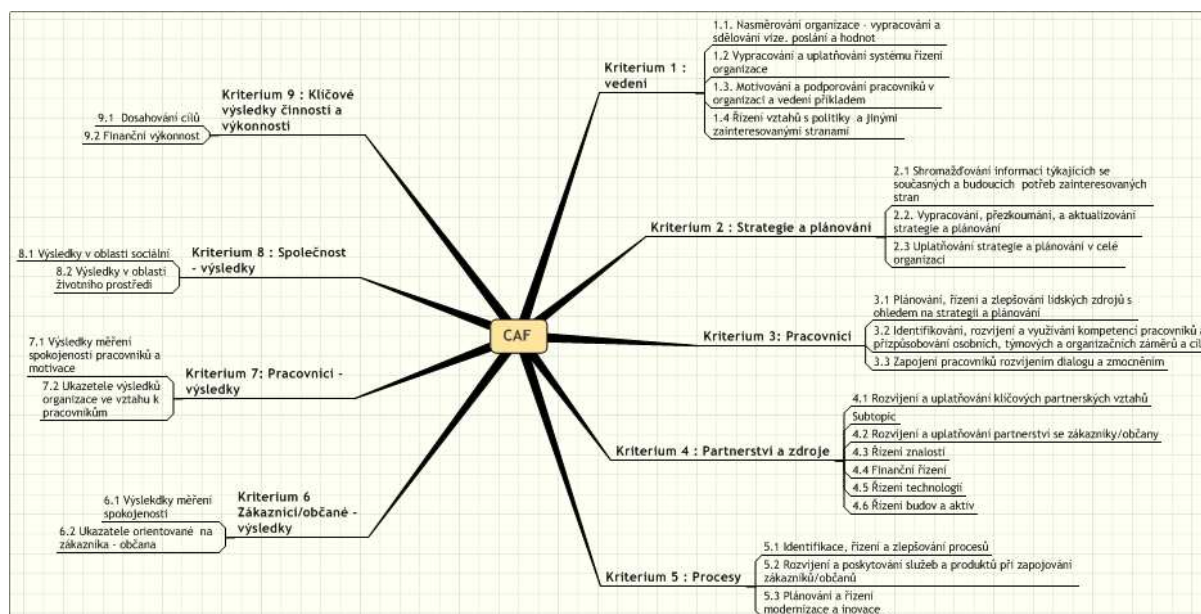 CAF
Kriterium 1 :
vedení
1.1. Nasměrování organizace - vypracování a
sdělování vize. poslání a hodnot
1.2 Vypracování a uplatňování systému řízení
organizace
1.3. Motivování a podporování pracovníků v
organizaci a vedení příkladem
1.4 Řízení vztahů s politiky a jinými
zainteresovanými stranami
Kriterium 2 : Strategie a plánování
2.1 Shromažďování informací týkajících se
současných a budoucích potřeb zainteresovaných
stran
2.2. Vypracování, přezkoumání, a aktualizování
strategie a plánování
2.3 Uplatňování strategie a plánování v celé
organizaci
Kriterium 3: Pracovníci
3.1 Plánování, řízení a zlepšování lidských zdrojů s
ohledem na strategii a plánování
3.2 Identifikování, rozvíjení a využívání kompetencí pracovníků a
přizpůsobování osobních, týmových a organizačních záměrů a cíl
3.3 Zapojení pracovníků rozvíjením dialogu a zmocněním
Kriterium 4 : Partnerství a zdroje
4.1 Rozvíjení a uplatňování klíčových partnerských vztahů
Subtopic
4.2 Rozvíjení a uplatňování partnerství se zákazníky/občany
4.3 Řízení znalostí
4.4 Finanční řízení
4.5 Řízení technologií
4.6 Řízení budov a aktiv
Kriterium 5 : Procesy
5.1 Identifikace, řízení a zlepšování procesů
5.2 Rozvíjení a poskytování služeb a produktů při zapojování
zákazníků/občanů
5.3 Plánování a řízení
modernizace a inovace
Kriterium 6
Zákazníci/občané -
výsledky
6.1 Výslekdky měření
spokojenosti
6.2 Ukazatele orientované na
zákazníka - občana
Kriterium 7: Pracovníci -
výsledky
7.1 Výsledky měření
spokojenosti pracovníků a
motivace
7.2 Ukazetele výsledků
organizace ve vztahu k
pracovníkům
Kriterium 8 : Společnost
- výsledky
8.1 Výsledky v oblasti sociální
8.2 Výsledky v oblasti
životního prostředí
Kriterium 9 : Klíčové
výsledky činností a
výkonnosti
9.1 Dosahování cílů
9.2 Finanční výkonnost